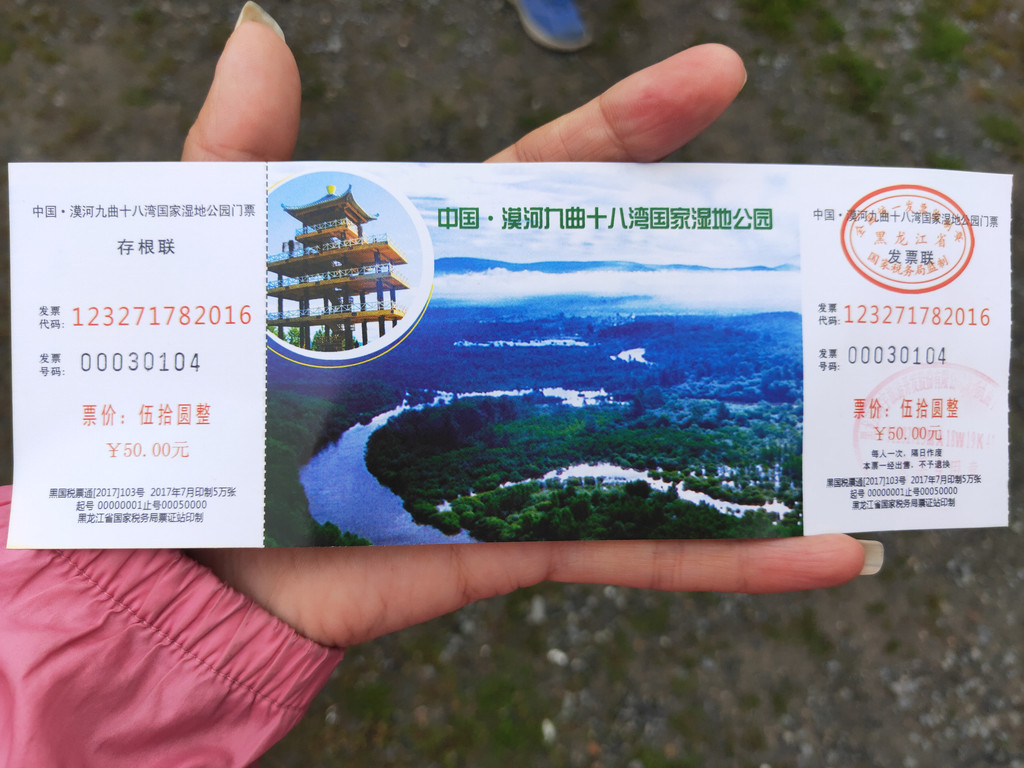 中国·漠河九曲十八湾国家湿地公园门票
存根联
发票
代码: 123271782016
发票
号码: 00030104
票价: 伍拾圆整
￥50.00元
黑国税票通[2017]103号 2017年7月印制5万张
起号 00000001止号00050000
黑龙江省国家税务局票证站印制
中国·漠河九曲十八湾国家湿地公园
中国·漠河九曲十八湾国家湿地公园门票
黑龙江省
发票联
国家税务局监制
发票
代码: 123271782016
发票
号码: 00030104
票价: 伍拾圆整
￥50.00元
每人一次、隔日作废
本票一经出售、不予退换
黑国税票通[2017]103号 2017年7月印制5万张
起号 00000001止号00050000
黑龙江省国家税务局票证站印制